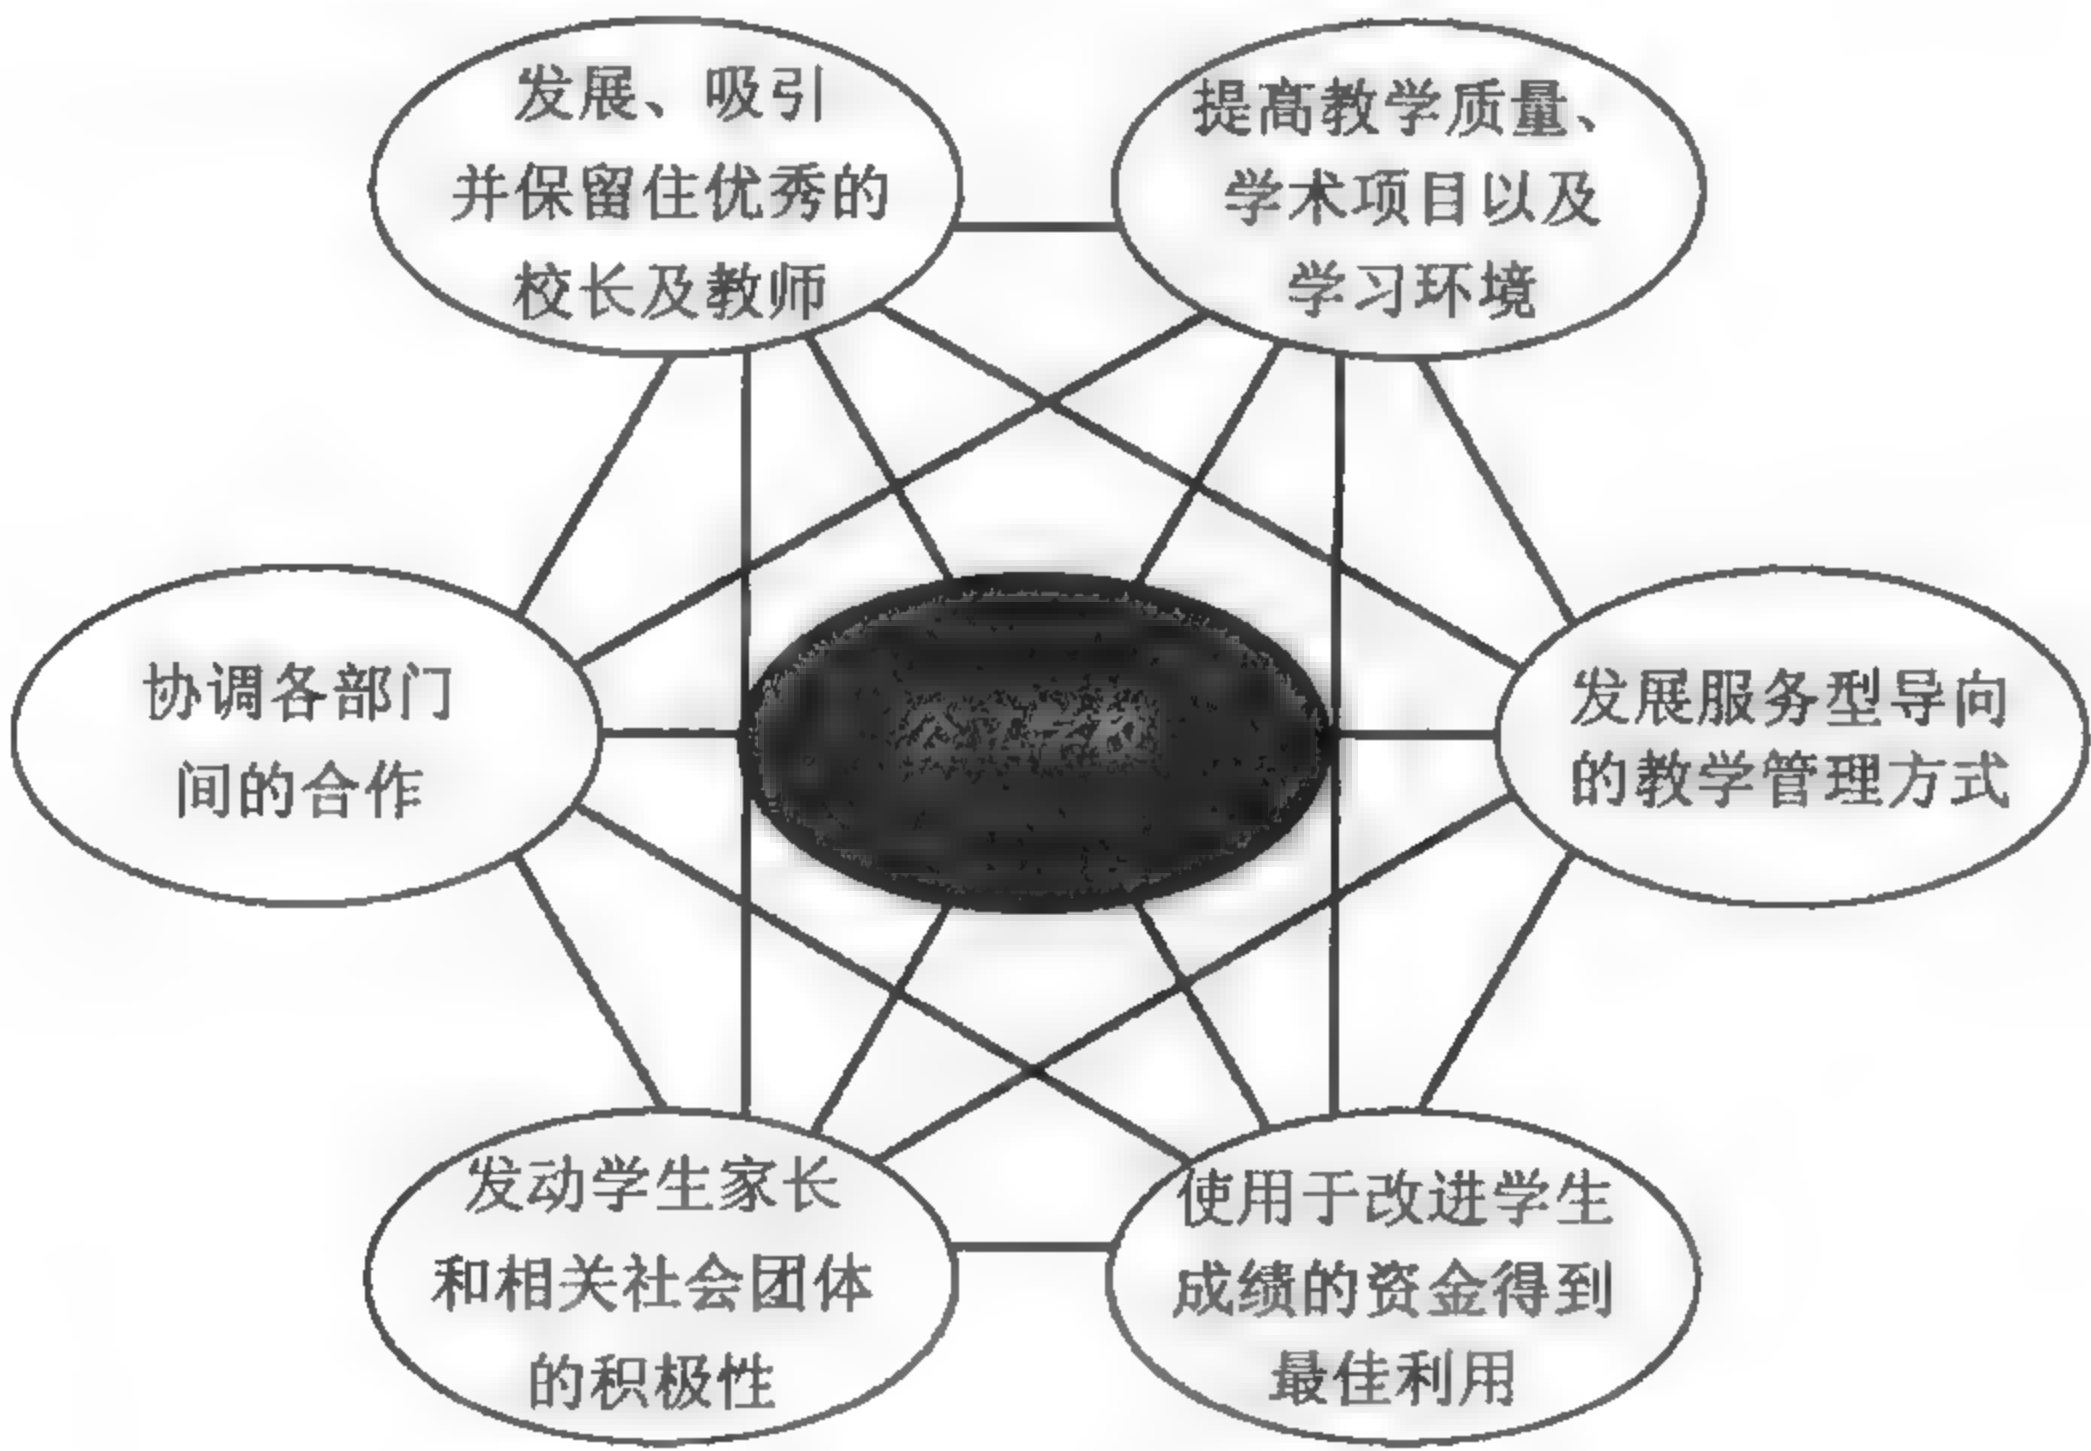 发展、吸引
并保留住优秀的
校长及教师
提高教学质量、
学术项目以及
学习环境
协调各部门
间的合作
发展服务型导向
的教学管理方式
发动学生家长
和相关社会团体
的积极性
使用于改进学生
成绩的资金得到
最佳利用